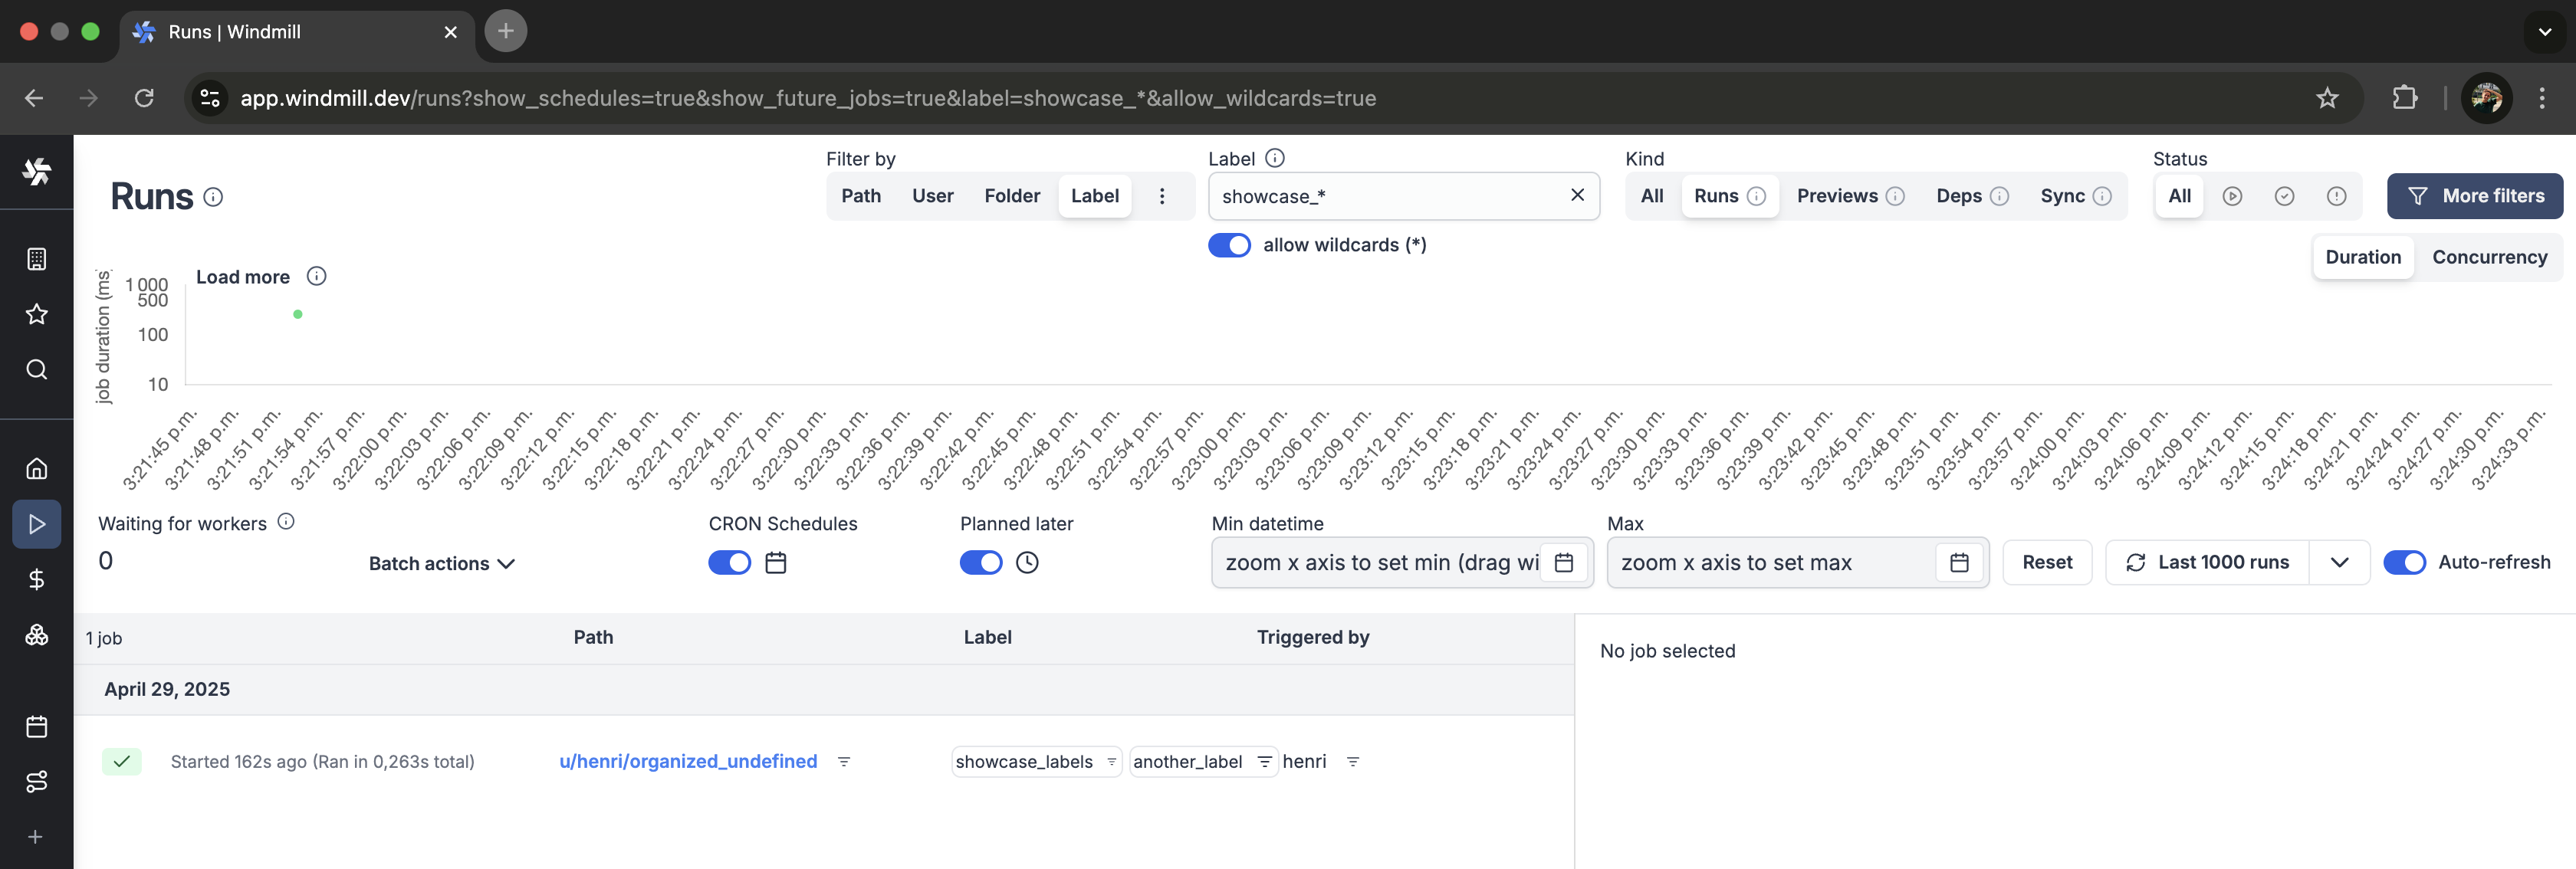 Runs | Windmill
app.windmill.dev/runs?show_schedules=true&show_future_jobs=true&label=showcase_*&allow_wildcards=true
Runs
Filter by
Path User Folder Label
Label
showcase_*
allow wildcards (*)
Kind
All Runs Previews Deps Sync
Status
All
More filters
Duration Concurrency
Load more
job duration (ms
1 000
500
100
10
3:21:45 p.m. 3:21:48 p.m. 3:21:51 p.m. 3:21:54 p.m. 3:21:57 p.m. 3:22:00 p.m. 3:22:03 p.m. 3:22:06 p.m. 3:22:09 p.m. 3:22:12 p.m. 3:22:15 p.m. 3:22:18 p.m. 3:22:21 p.m. 3:22:24 p.m. 3:22:27 p.m. 3:22:30 p.m. 3:22:33 p.m. 3:22:36 p.m. 3:22:39 p.m. 3:22:42 p.m. 3:22:45 p.m. 3:22:48 p.m. 3:22:51 p.m. 3:22:54 p.m. 3:22:57 p.m. 3:23:00 p.m. 3:23:03 p.m. 3:23:06 p.m. 3:23:09 p.m. 3:23:12 p.m. 3:23:15 p.m. 3:23:18 p.m. 3:23:21 p.m. 3:23:24 p.m. 3:23:27 p.m. 3:23:30 p.m. 3:23:33 p.m. 3:23:36 p.m. 3:23:39 p.m. 3:23:42 p.m. 3:23:45 p.m. 3:23:48 p.m. 3:23:51 p.m. 3:23:54 p.m. 3:23:57 p.m. 3:24:00 p.m. 3:24:03 p.m. 3:24:06 p.m. 3:24:09 p.m. 3:24:12 p.m. 3:24:15 p.m. 3:24:18 p.m. 3:24:21 p.m. 3:24:24 p.m. 3:24:27 p.m. 3:24:30 p.m. 3:24:33 p.m.
Waiting for workers
0
Batch actions
CRON Schedules
Planned later
Min datetime
zoom x axis to set min (drag wi
Max
zoom x axis to set max
Reset
Last 1000 runs
Auto-refresh
1 job Path Label Triggered by
No job selected
April 29, 2025
Started 162s ago (Ran in 0,263s total) u/henri/organized_undefined showcase_labels another_label henri